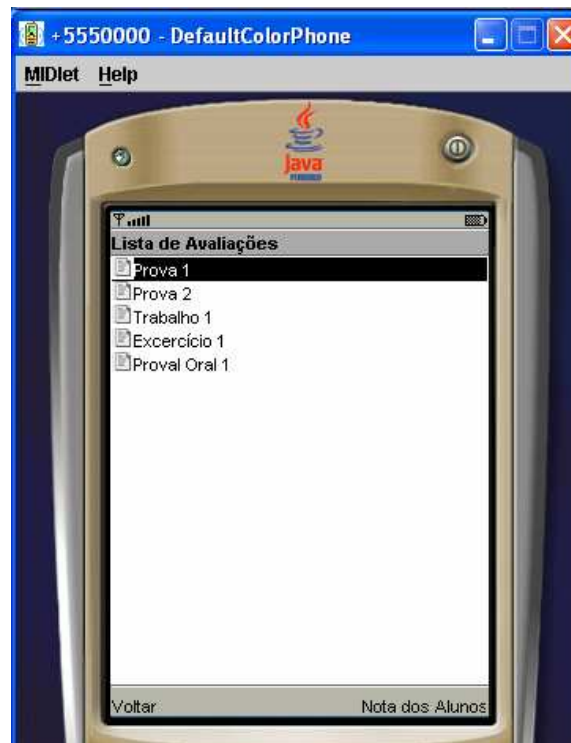 +5550000 - DefaultColorPhone
MIDlet Help
Java
POWERED
Lista de Avaliações
Prova 1
Prova 2
Trabalho 1
Excercício 1
Proval Oral 1
Voltar Nota dos Alunos